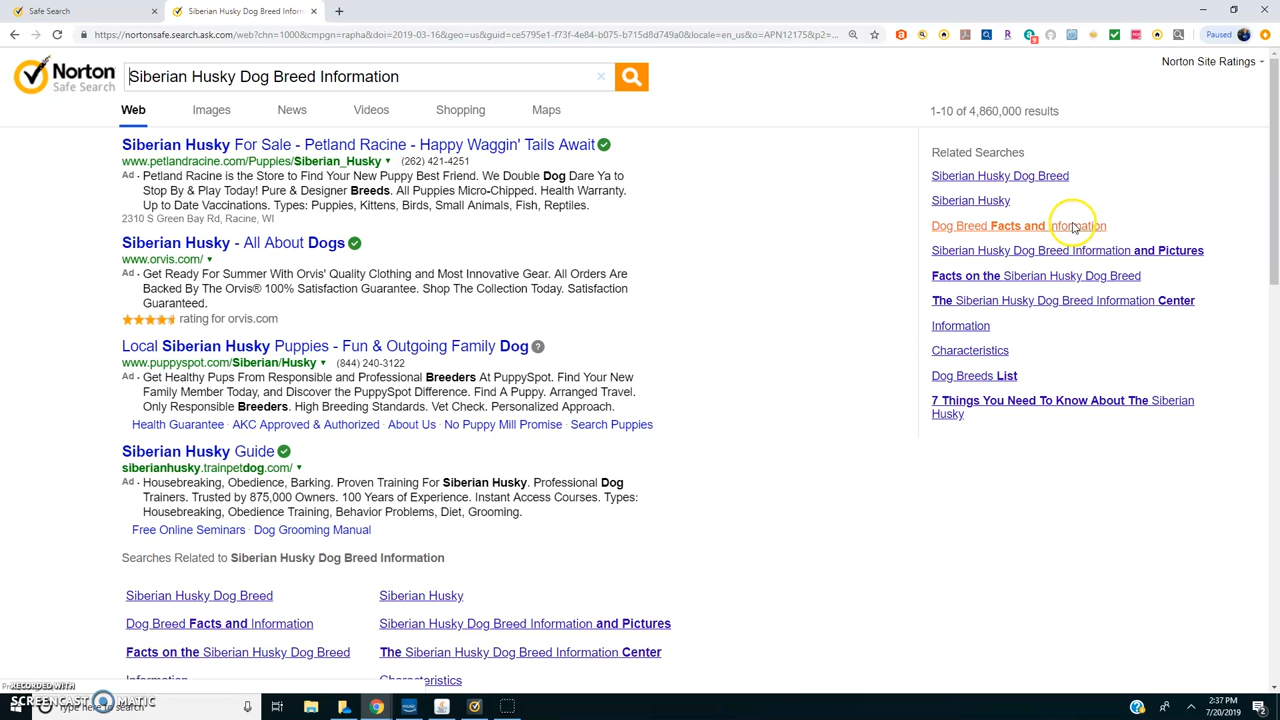 Safe Search
Siberian Husky Dog Breed Infor
https://nortonsafe.search.ask.com/web?chn=1000&cmpgn=rapha&doi=2019-03-16&geo=us&guid=ce5795e1-f73f-4e84-b075-b715d8d749a0&locale=en_us&o=APN12175&p2=...
Paused
Norton
Safe Search
Siberian Husky Dog Breed Information
Norton Site Ratings
Web Images News Videos Shopping Maps
1-10 of 4,860,000 results
Siberian Husky For Sale - Petland Racine - Happy Waggin' Tails Await
www.petlandracine.com/Puppies/Siberian_Husky (262) 421-4251
Ad · Petland Racine is the Store to Find Your New Puppy Best Friend. We Double Dog Dare Ya to
Stop By & Play Today! Pure & Designer Breeds. All Puppies Micro-Chipped. Health Warranty.
Up to Date Vaccinations. Types: Puppies, Kittens, Birds, Small Animals, Fish, Reptiles.
2310 S Green Bay Rd, Racine, WI
Siberian Husky - All About Dogs
www.orvis.com/
Ad · Get Ready For Summer With Orvis' Quality Clothing and Most Innovative Gear. All Orders Are
Backed By The Orvis® 100% Satisfaction Guarantee. Shop The Collection Today. Satisfaction
Guaranteed.
rating for orvis.com
Local Siberian Husky Puppies - Fun & Outgoing Family Dog
www.puppyspot.com/Siberian/Husky (844) 240-3122
Ad · Get Healthy Pups From Responsible and Professional Breeders At PuppySpot. Find Your New
Family Member Today, and Discover the PuppySpot Difference. Find A Puppy. Arranged Travel.
Only Responsible Breeders. High Breeding Standards. Vet Check. Personalized Approach.
Health Guarantee · AKC Approved & Authorized · About Us · No Puppy Mill Promise · Search Puppies
Siberian Husky Guide
siberianhusky.trainpetdog.com/
Ad · Housebreaking, Obedience, Barking. Proven Training For Siberian Husky. Professional Dog
Trainers. Trusted by 875,000 Owners. 100 Years of Experience. Instant Access Courses. Types:
Housebreaking, Obedience Training, Behavior Problems, Diet, Grooming.
Free Online Seminars · Dog Grooming Manual
Searches Related to Siberian Husky Dog Breed Information
Siberian Husky Dog Breed Siberian Husky
Dog Breed Facts and Information Siberian Husky Dog Breed Information and Pictures
Facts on the Siberian Husky Dog Breed The Siberian Husky Dog Breed Information Center
Information Characteristics
Related Searches
Siberian Husky Dog Breed
Siberian Husky
Dog Breed Facts and Information
Siberian Husky Dog Breed Information and Pictures
Facts on the Siberian Husky Dog Breed
The Siberian Husky Dog Breed Information Center
Information
Characteristics
Dog Breeds List
7 Things You Need To Know About The Siberian
Husky
RECORDED WITH
SCREENCAST MATIC
Type here to search
2:37 PM
7/20/2019
2